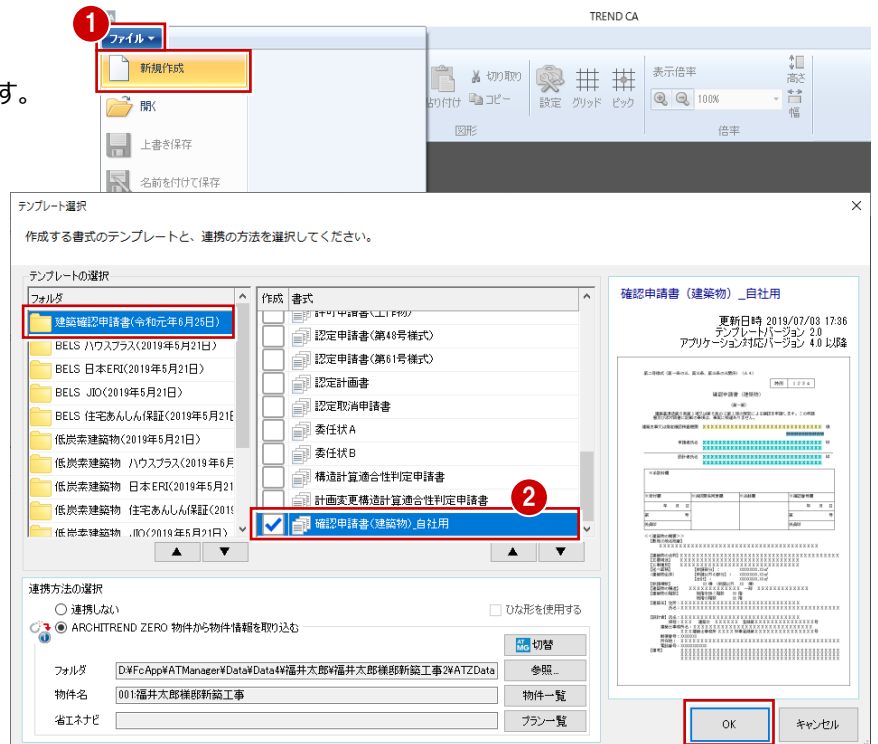 1
TREND CA
ファイル
新規作成
す。
開く
上書き保存
名前を付けて保存
貼り付け
切り取り
コピー
図形
設定
グリッド
ピック
表示倍率
100%
高さ
幅
倍率
テンプレート選択
作成する書式のテンプレートと、連携の方法を選択してください。
テンプレートの選択
フォルダ
建築確認申請書(令和元年6月25日)
BELS ハウスプラス(2019年5月21日)
BELS 日本ERI(2019年5月21日)
BELS JIO(2019年5月21日)
BELS 住宅あんしん保証(2019年5月21E
低炭素建築物(2019年5月21日)
低炭素建築物 ハウスプラス(2019年6月
低炭素建築物 日本ERI(2019年5月21
低炭素建築物 住宅あんしん保証(2019
低炭素建築物 JIO(2019年5月21日)
作成 書式
許可申請書(工作物)
認定申請書(第48号様式)
認定申請書(第61号様式)
認定計画書
認定取消申請書
委任状A
委任状B
構造計算適合性判定申請書
計画変更構造計算適合性判定申請書
2
確認申請書(建築物)_自社用
確認申請書（建築物）_自社用
更新日時 2019/07/03 17:36
テンプレートバージョン 2.0
アプリケーション対応バージョン 4.0 以降
連携方法の選択
連携しない
ひな形を使用する
ARCHITREND ZERO 物件から物件情報を取り込む
切替
フォルダ
D:¥FcApp¥ATManager¥Data¥Data4¥福井太郎¥福井太郎様邸新築工事2¥ATZData
参照...
物件名
001:福井太郎様邸新築工事
物件一覧
省エネナビ
プラン一覧
OK
キャンセル